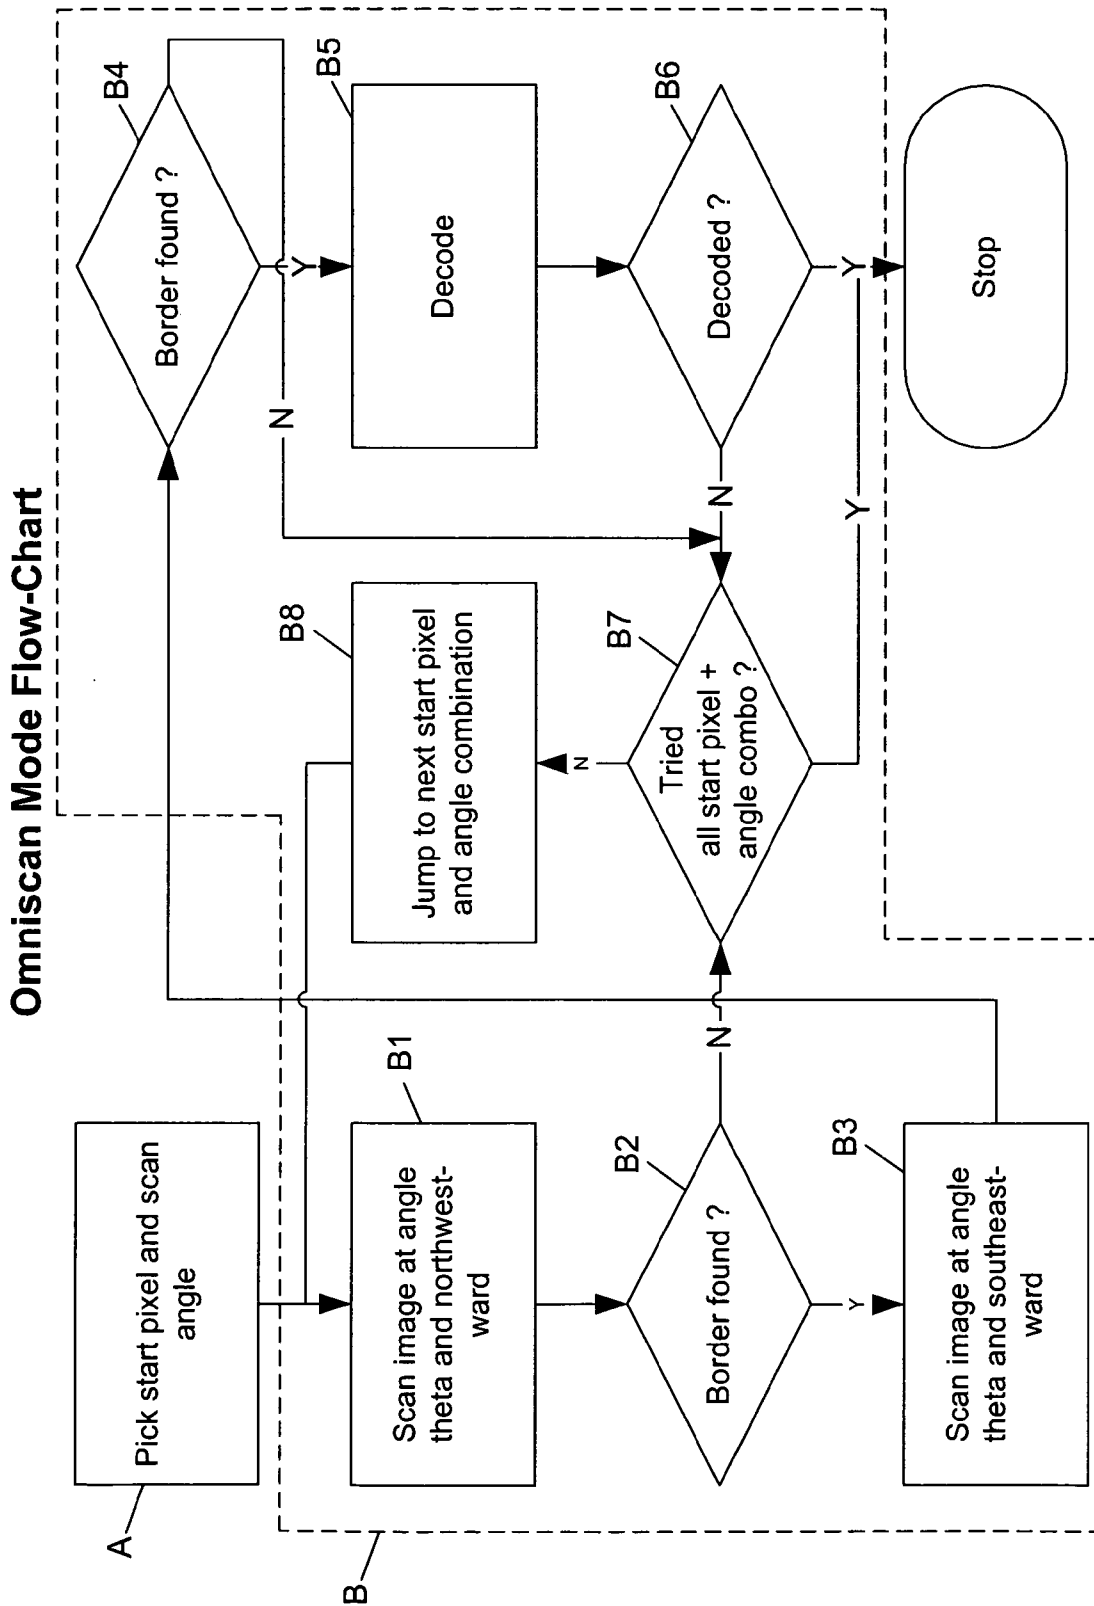 Omniscan Mode Flow-Chart
A
Pick start pixel and scan
angle
B
B1
Scan image at angle
theta and northwest-
ward
B2
Border found ?
N
Y
B3
Scan image at angle
theta and southeast-
ward
B4
Border found ?
N
Y
B5
Decode
B6
Decoded ?
N
Y
B7
Tried
all start pixel +
angle combo ?
N
Y
B8
Jump to next start pixel
and angle combination
Stop